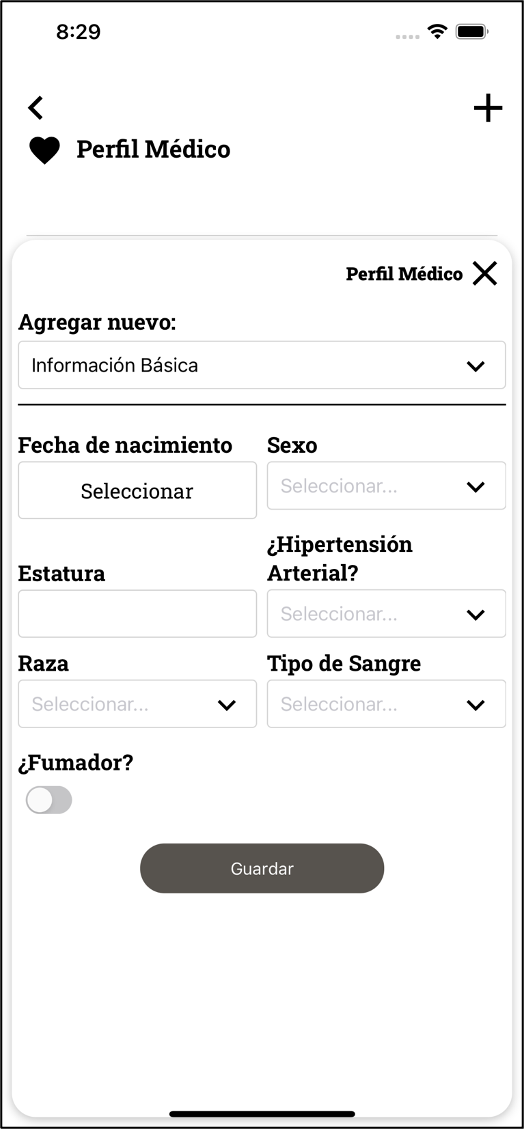 8:29
Perfil Médico
Perfil Médico
Agregar nuevo:
Información Básica
Fecha de nacimiento
Sexo
Seleccionar
Seleccionar...
Estatura
¿Hipertensión
Arterial?
Seleccionar...
Raza
Tipo de Sangre
Seleccionar...
Seleccionar...
¿Fumador?
Guardar